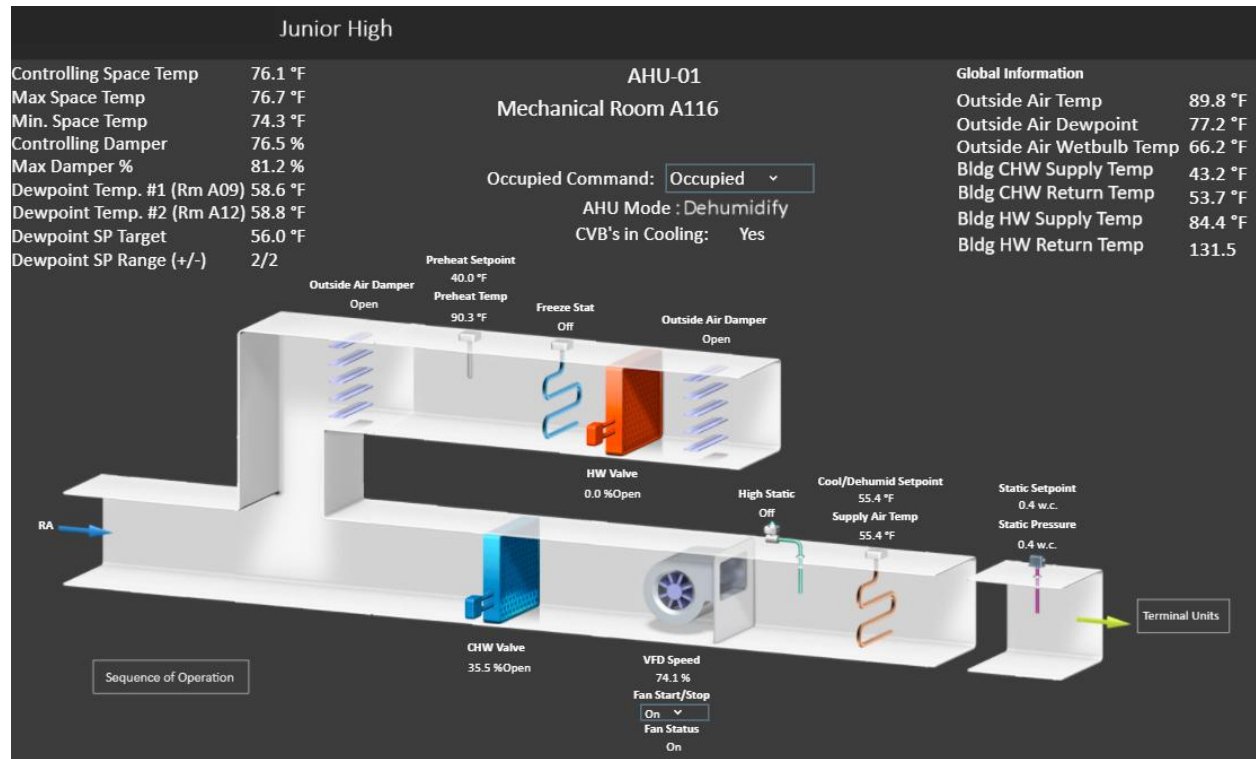 Junior High
Controlling Space Temp 76.1 °F
Max Space Temp 76.7 °F
Min. Space Temp 74.3 °F
Controlling Damper 76.5 %
Max Damper % 81.2 %
Dewpoint Temp. #1 (Rm A09) 58.6 °F
Dewpoint Temp. #2 (Rm A12) 58.8 °F
Dewpoint SP Target 56.0 °F
Dewpoint SP Range (+/-) 2/2
AHU-01
Mechanical Room A116
Occupied Command: Occupied
AHU Mode : Dehumidify
CVB's in Cooling: Yes
Global Information
Outside Air Temp 89.8 °F
Outside Air Dewpoint 77.2 °F
Outside Air Wetbulb Temp 66.2 °F
Bldg CHW Supply Temp 43.2 °F
Bldg CHW Return Temp 53.7 °F
Bldg HW Supply Temp 84.4 °F
Bldg HW Return Temp 131.5
Outside Air Damper
Open
Preheat Setpoint
40.0 °F
Preheat Temp
90.3 °F
Freeze Stat
Off
Outside Air Damper
Open
HW Valve
0.0 %Open
RA
High Static
Off
Cool/Dehumid Setpoint
55.4 °F
Supply Air Temp
55.4 °F
Static Setpoint
0.4 w.c.
Static Pressure
0.4 w.c.
Terminal Units
CHW Valve
35.5 %Open
VFD Speed
74.1 %
Fan Start/Stop
On
Fan Status
On
Sequence of Operation